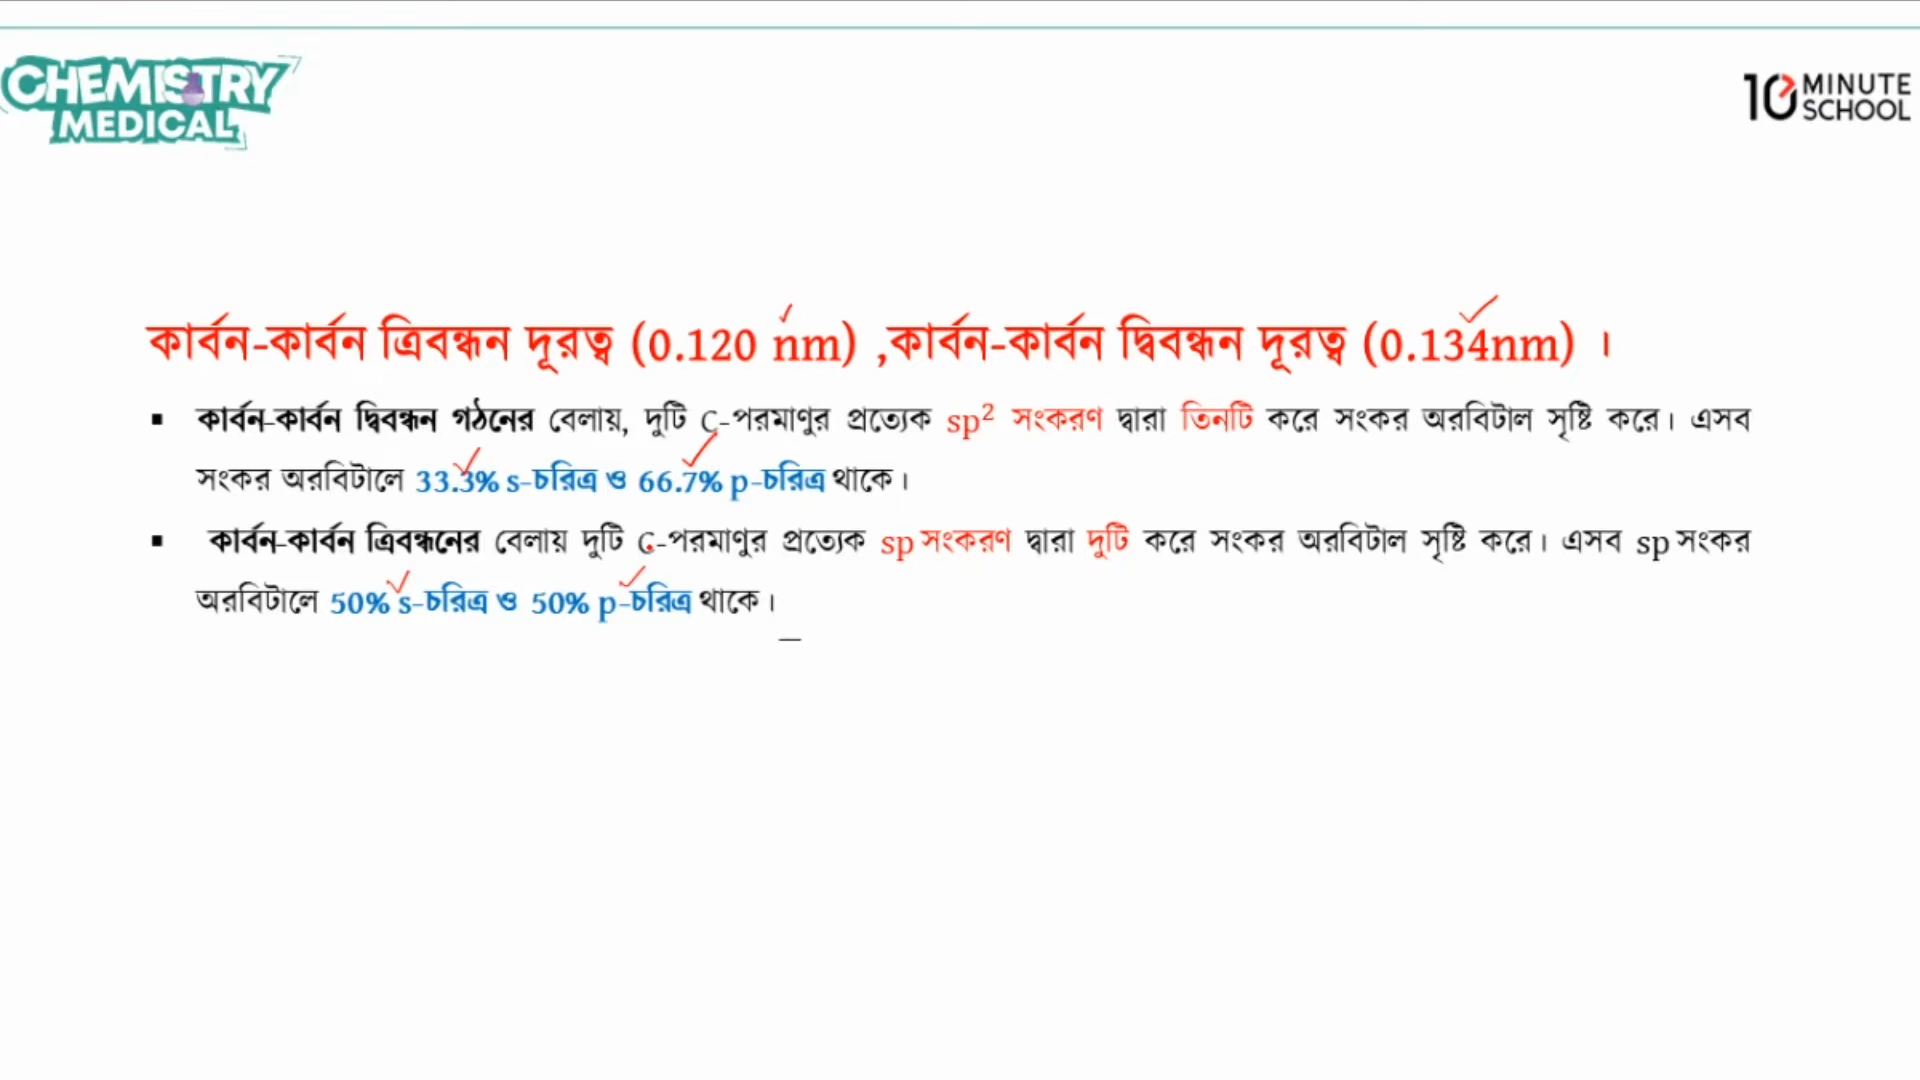 CHEMISTRY
MEDICAL
10 MINUTE
SCHOOL
কার্বন-কার্বন ত্রিবন্ধন দূরত্ব (0.120 nm) ,কার্বন-কার্বন দ্বিবন্ধন দূরত্ব (0.134nm) ।
▪ কার্বন-কার্বন দ্বিবন্ধন গঠনের বেলায়, দুটি C-পরমাণুর প্রত্যেক sp² সংকরণ দ্বারা তিনটি করে সংকর অরবিটাল সৃষ্টি করে। এসব
সংকর অরবিটালে 33.3% s-চরিত্র ও 66.7% p-চরিত্র থাকে।
▪ কার্বন-কার্বন ত্রিবন্ধনের বেলায় দুটি C-পরমাণুর প্রত্যেক sp সংকরণ দ্বারা দুটি করে সংকর অরবিটাল সৃষ্টি করে। এসব sp সংকর
অরবিটালে 50% s-চরিত্র ও 50% p-চরিত্র থাকে।